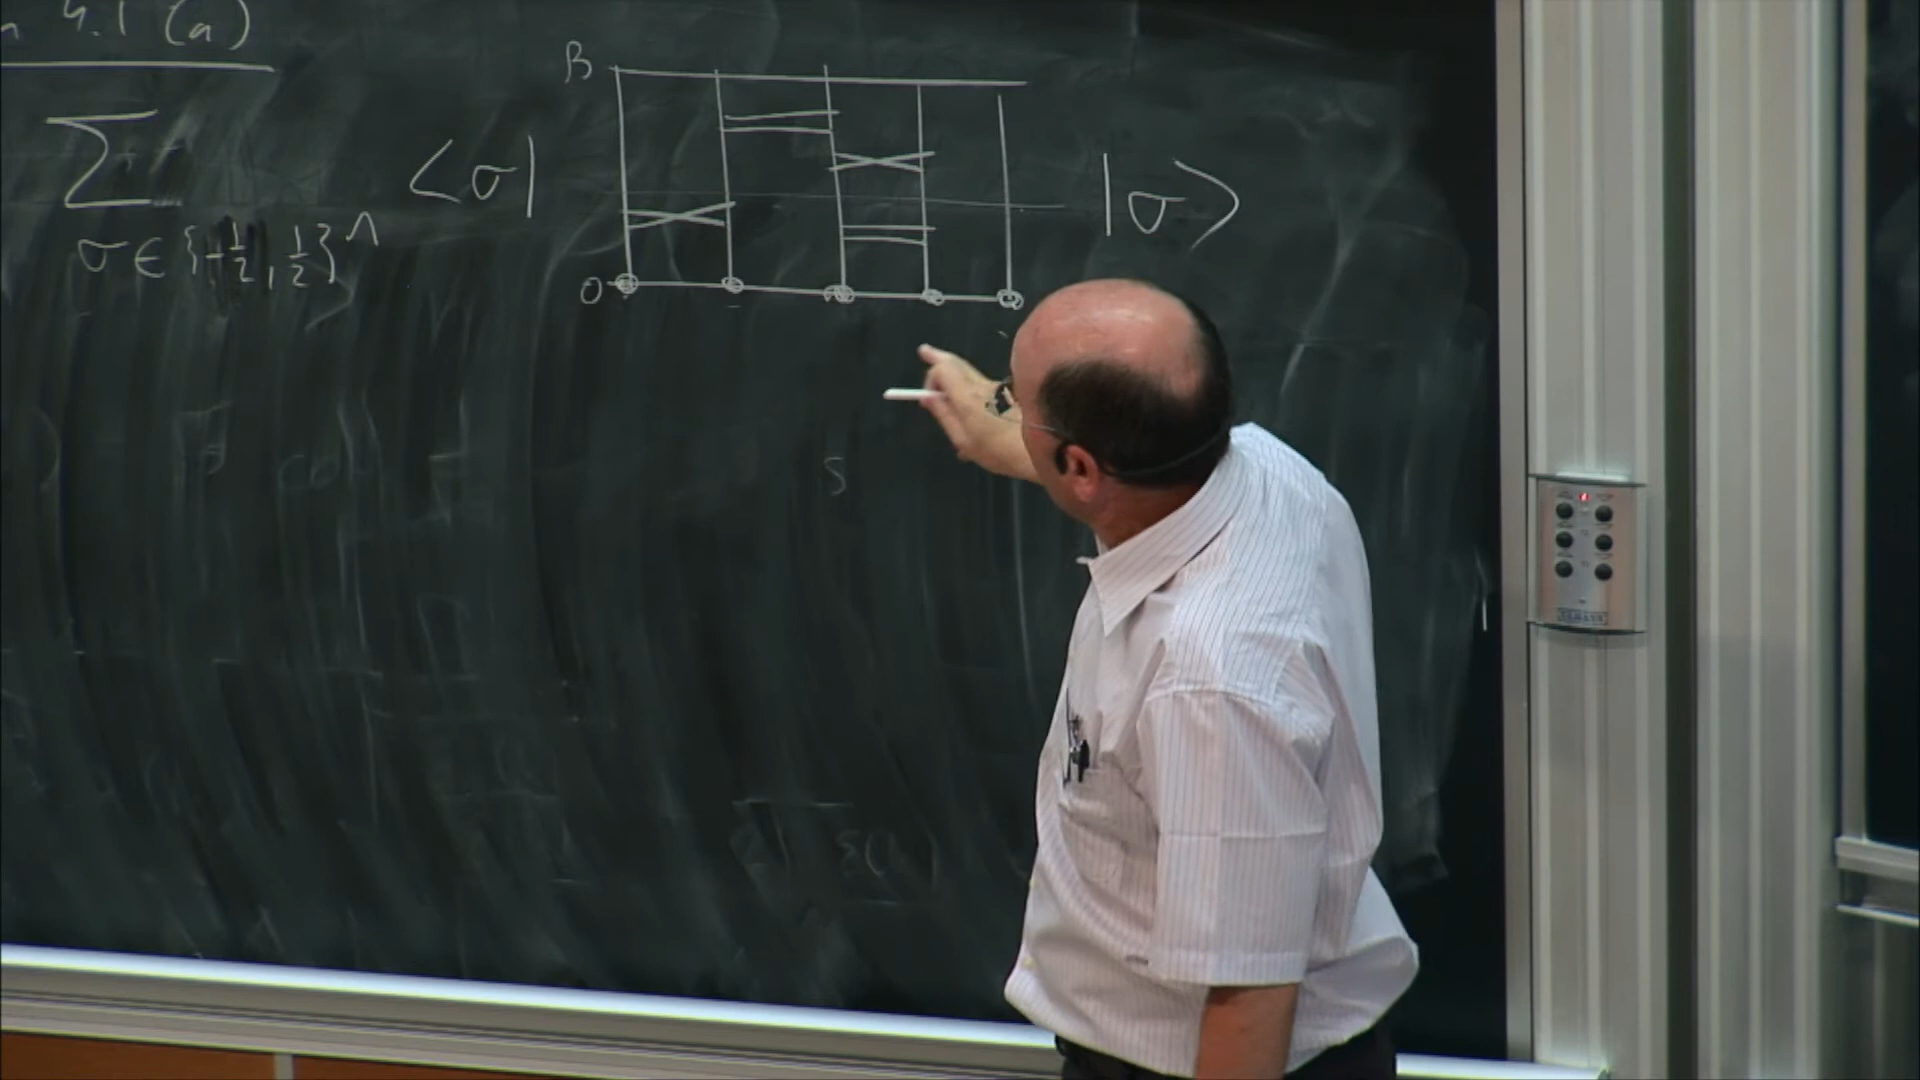 4.1 (a)
β
∑ <σ| |σ>
σ ∈ {-1/2, 1/2}^Λ
0
s